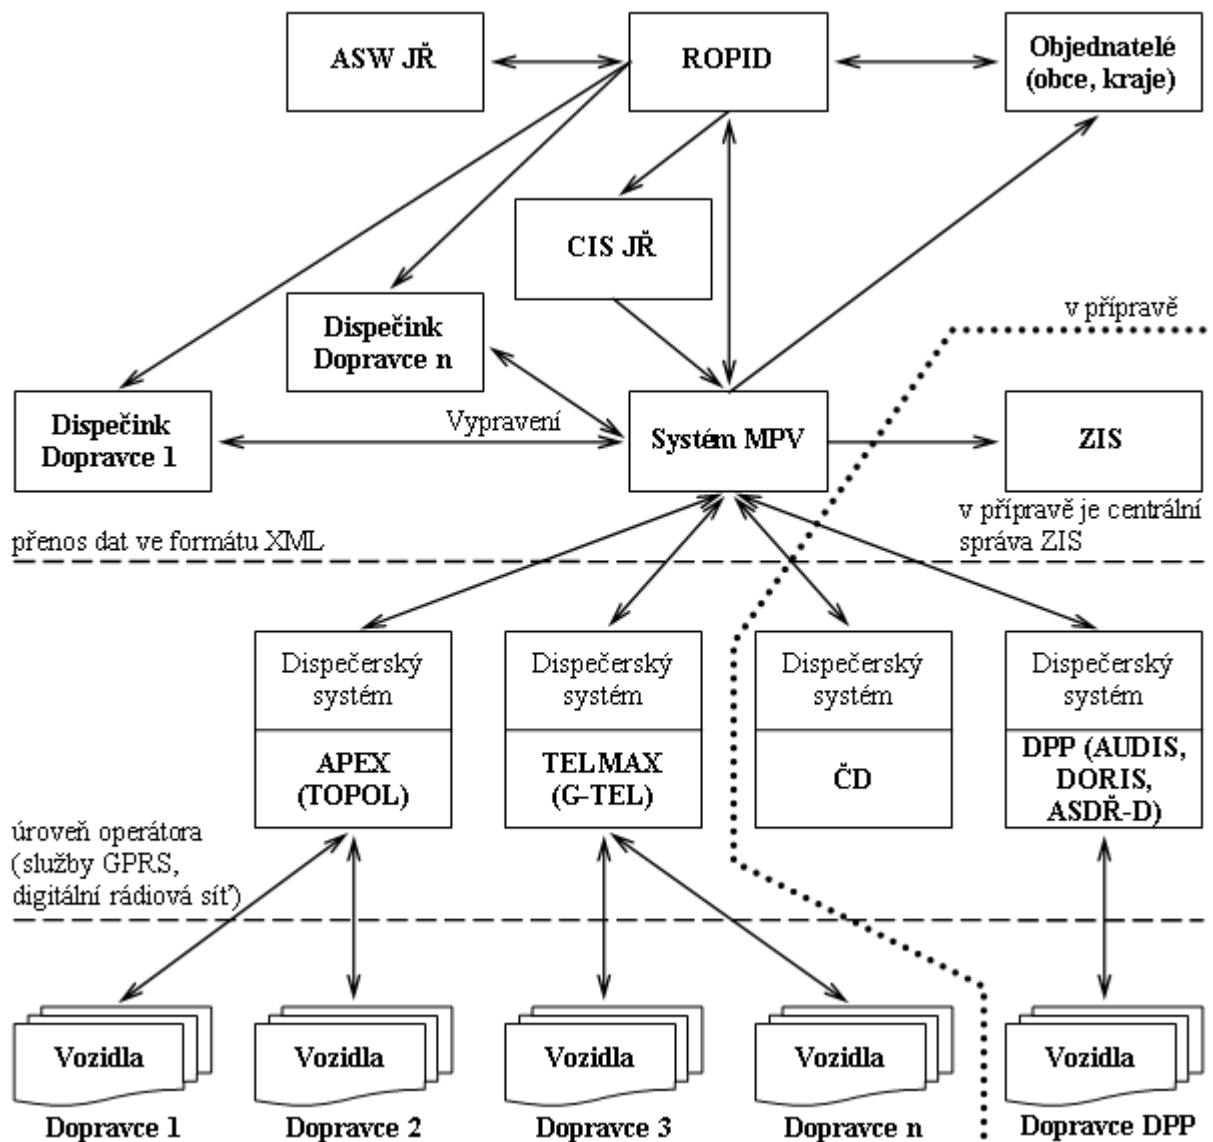 ASW JŘ
ROPID
Objednatelé
(obce, kraje)
CIS JŘ
Dispečink
Dopravce n
v přípravě
Dispečink
Dopravce 1
Vypravení
Systém MPV
ZIS
v přípravě je centrální
správa ZIS
přenos dat ve formátu XML
Dispečerský
systém
APEX
(TOPOL)
Dispečerský
systém
TELMAX
(G-TEL)
Dispečerský
systém
ČD
Dispečerský
systém
DPP (AUDIS,
DORIS,
ASDŘ-D)
úroveň operátora
(služby GPRS,
digitální rádiová síť)
Vozidla
Dopravce 1
Vozidla
Dopravce 2
Vozidla
Dopravce 3
Vozidla
Dopravce n
Vozidla
Dopravce DPP